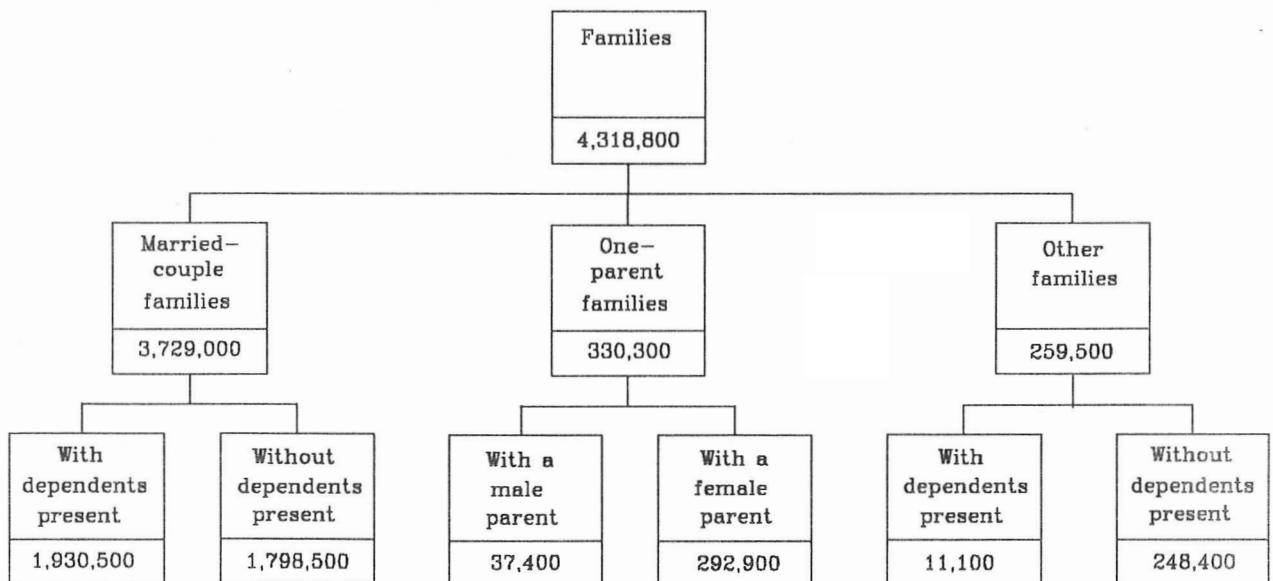 Families
4,318,800
Married-
couple
families
3,729,000
One-
parent
families
330,300
Other
families
259,500
With
dependents
present
1,930,500
Without
dependents
present
1,798,500
With a
male
parent
37,400
With a
female
parent
292,900
With
dependents
present
11,100
Without
dependents
present
248,400